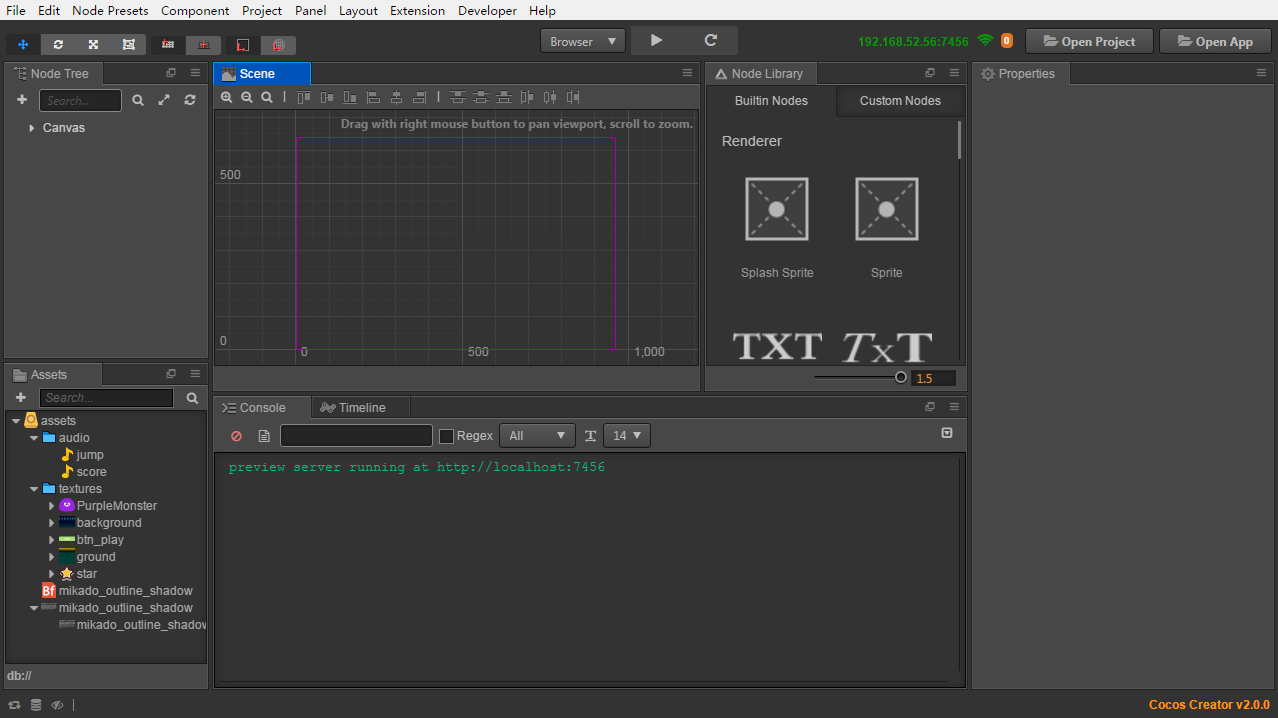 File Edit Node Presets Component Project Panel Layout Extension Developer Help
Browser
192.168.52.56:7456
0
Open Project
Open App
Node Tree
Search...
Canvas
Scene
Drag with right mouse button to pan viewport, scroll to zoom.
500
0
0
500
1,000
Node Library
Builtin Nodes
Custom Nodes
Renderer
Splash Sprite
Sprite
TXT
TxT
1.5
Properties
Assets
Search...
assets
audio
jump
score
textures
PurpleMonster
background
btn_play
ground
star
Bf mikado_outline_shadow
mikado_outline_shadow
mikado_outline_shadow
db://
Console
Timeline
Regex
All
T
14
preview server running at http://localhost:7456
Cocos Creator v2.0.0